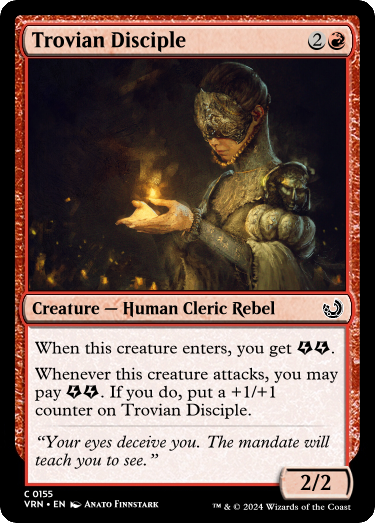 Trovian Disciple 2
Creature — Human Cleric Rebel
When this creature enters, you get
Whenever this creature attacks, you may
pay . If you do, put a +1/+1
counter on Trovian Disciple.
“Your eyes deceive you. The mandate will
teach you to see.”
2/2
C 0155
VRN • EN Anato Finnstark
™ & © 2024 Wizards of the Coast